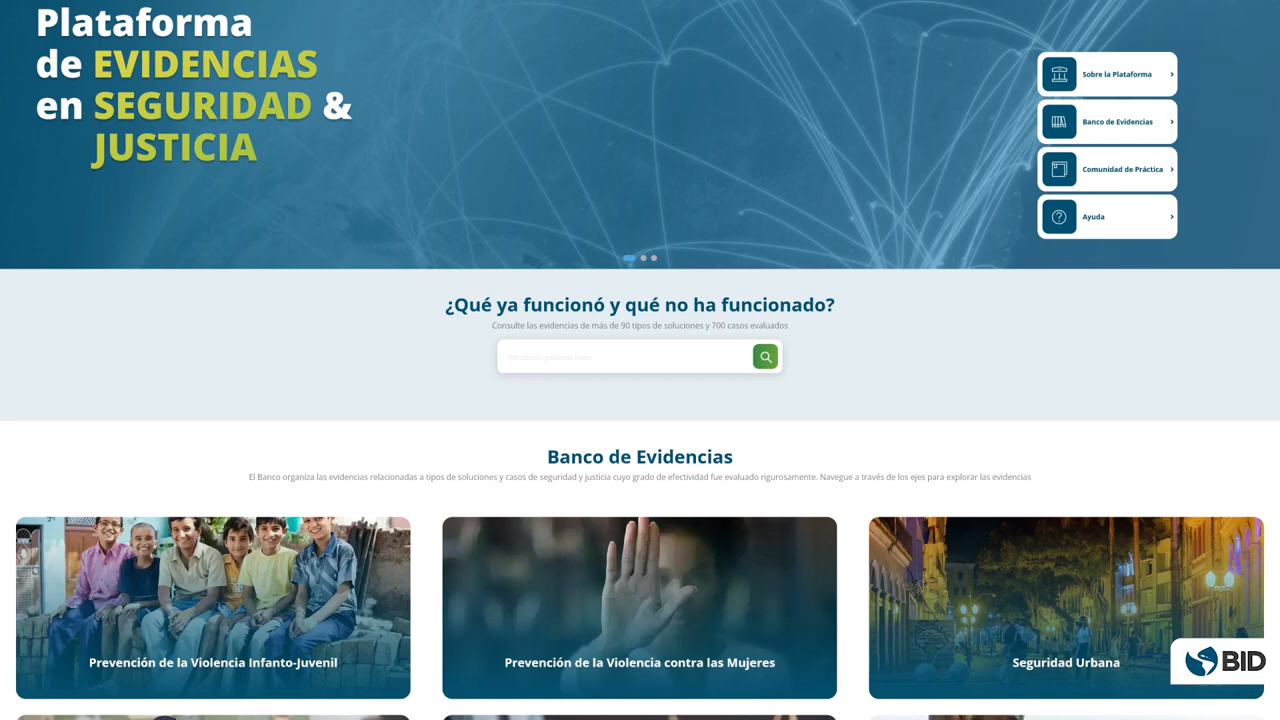 Plataforma
de EVIDENCIAS
en SEGURIDAD &
JUSTICIA
Sobre la Plataforma
Banco de Evidencias
Comunidad de Práctica
Ayuda
¿Qué ya funcionó y qué no ha funcionado?
Consulte las evidencias de más de 90 tipos de soluciones y 700 casos evaluados
Introduzca palabras clave
Banco de Evidencias
El Banco organiza las evidencias relacionadas a tipos de soluciones y casos de seguridad y justicia cuyo grado de efectividad fue evaluado rigurosamente. Navegue a través de los ejes para explorar las evidencias
Prevención de la Violencia Infanto-Juvenil
Prevención de la Violencia contra las Mujeres
Seguridad Urbana
BID